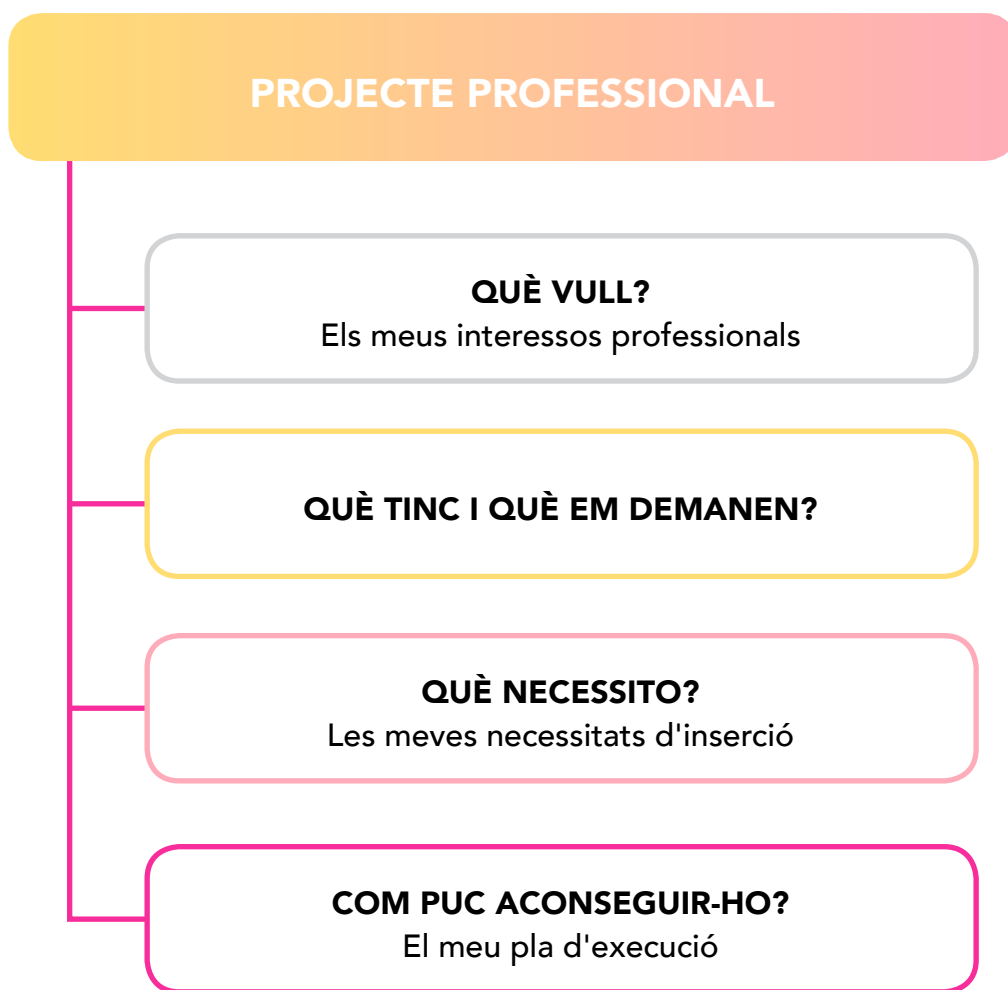 PROJECTE PROFESSIONAL
QUÈ VULL?
Els meus interessos professionals
QUÈ TINC I QUÈ EM DEMANEN?
QUÈ NECESSITO?
Les meves necessitats d'inserció
COM PUC ACONSEGUIR-HO?
El meu pla d'execució